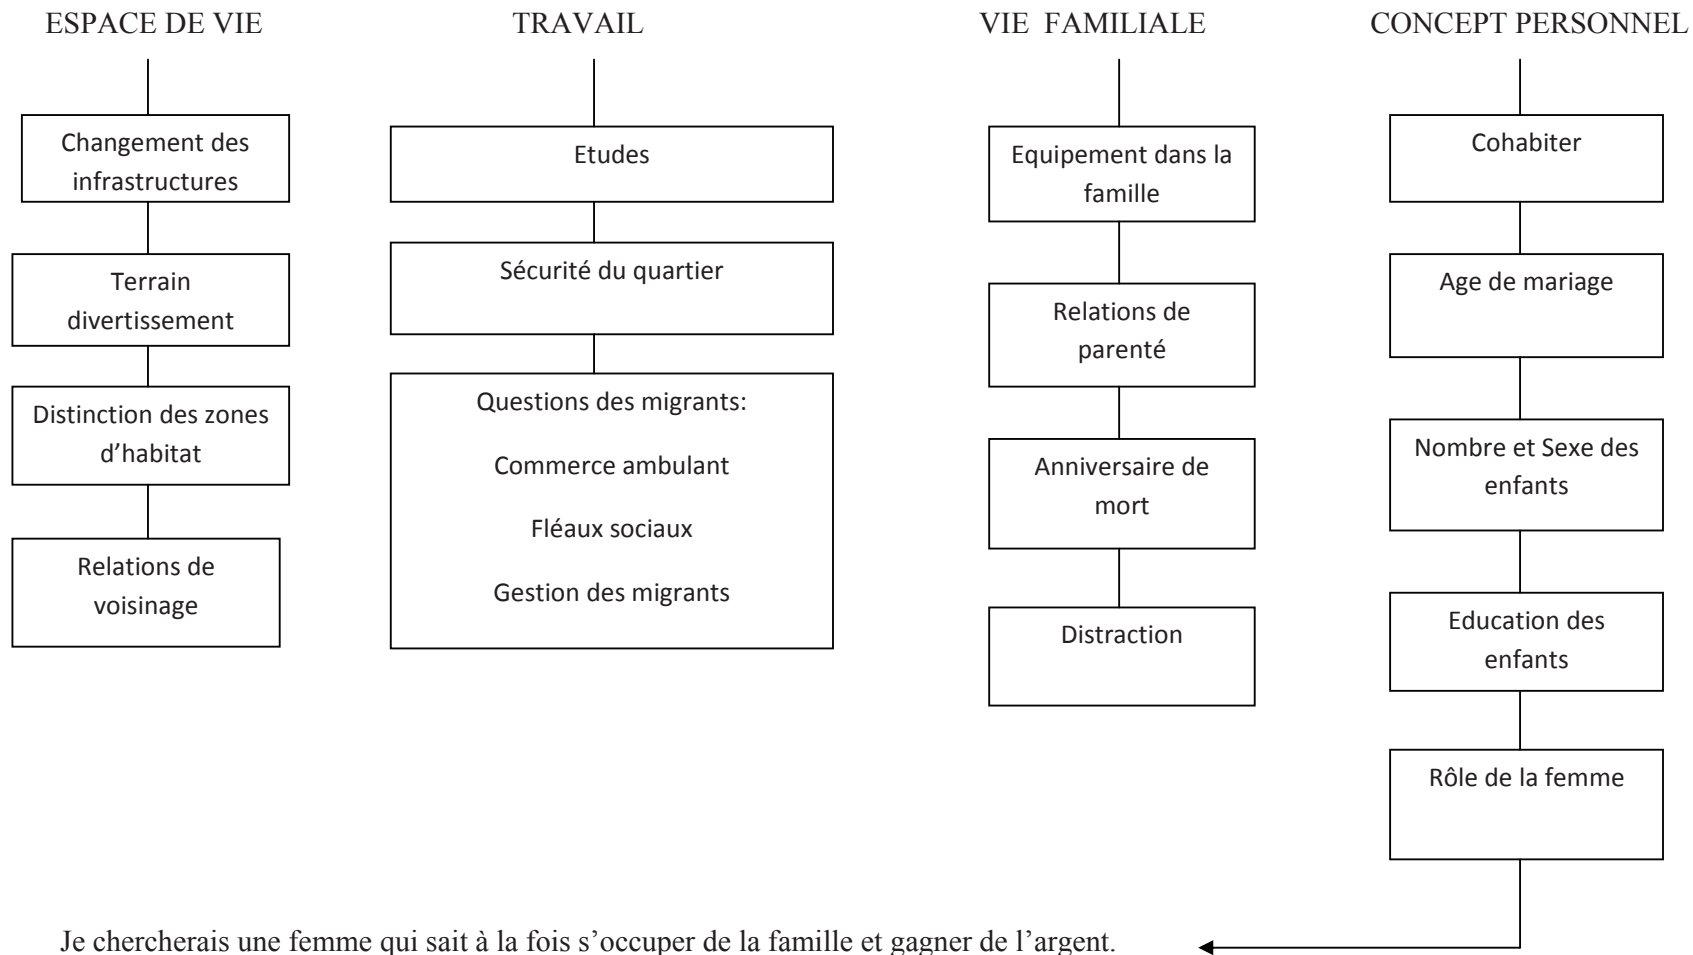 ESPACE DE VIE
Changement des
infrastructures
Terrain
divertissement
Distinction des zones
d’habitat
Relations de
voisinage
TRAVAIL
Etudes
Sécurité du quartier
Questions des migrants:
Commerce ambulant
Fléaux sociaux
Gestion des migrants
VIE FAMILIALE
Equipement dans la
famille
Relations de
parenté
Anniversaire de
mort
Distraction
CONCEPT PERSONNEL
Cohabiter
Age de mariage
Nombre et Sexe des
enfants
Education des
enfants
Rôle de la femme
Je chercherais une femme qui sait à la fois s’occuper de la famille et gagner de l’argent.